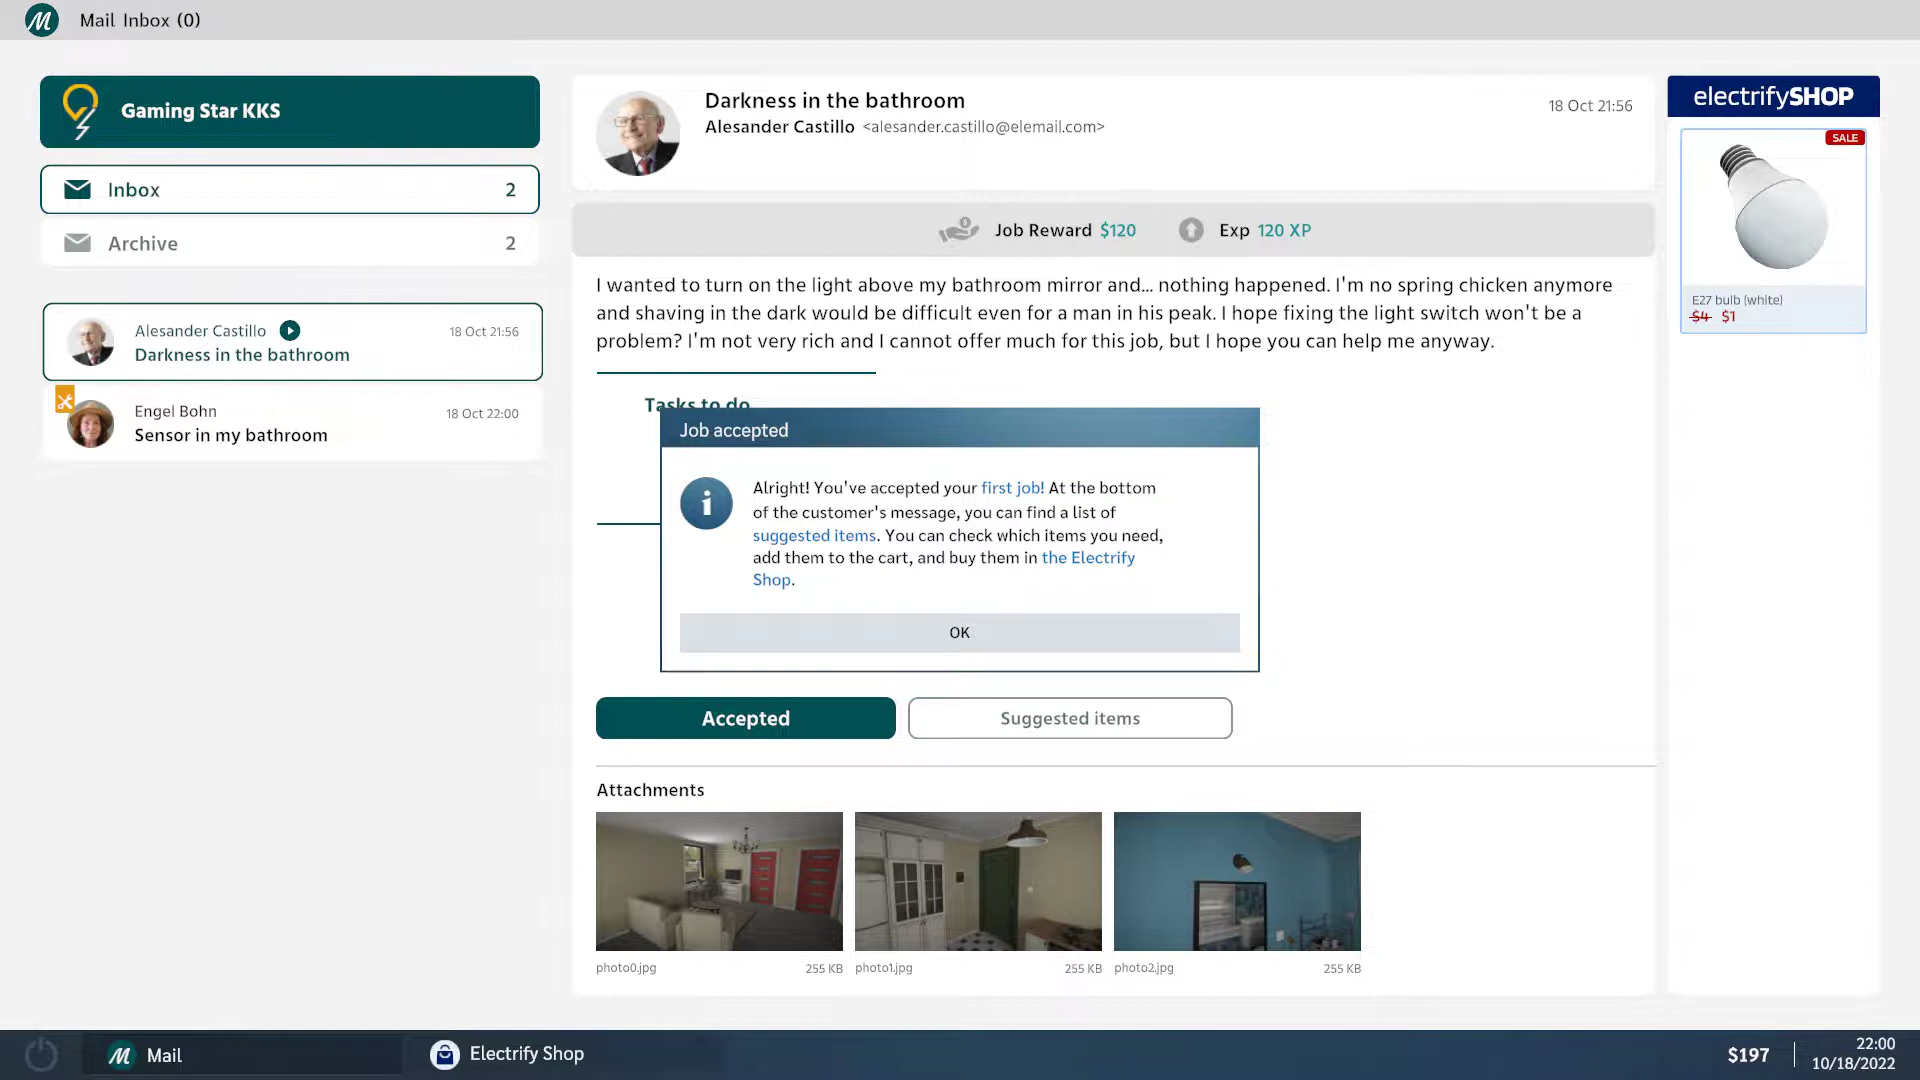 Mail Inbox (0)
Gaming Star KKS
Inbox 2
Archive 2
Alesander Castillo 18 Oct 21:56
Darkness in the bathroom
Engel Bohn 18 Oct 22:00
Sensor in my bathroom
Darkness in the bathroom
Alesander Castillo <alesander.castillo@elemail.com>
18 Oct 21:56
Job Reward $120 Exp 120 XP
I wanted to turn on the light above my bathroom mirror and... nothing happened. I'm no spring chicken anymore
and shaving in the dark would be difficult even for a man in his peak. I hope fixing the light switch won't be a
problem? I'm not very rich and I cannot offer much for this job, but I hope you can help me anyway.
Tasks to do
Job accepted
Alright! You've accepted your first job! At the bottom
of the customer's message, you can find a list of
suggested items. You can check which items you need,
add them to the cart, and buy them in the Electrify
Shop.
OK
Accepted
Suggested items
Attachments
photo0.jpg 255 KB
photo1.jpg 255 KB
photo2.jpg 255 KB
electrifySHOP
SALE
E27 bulb (white)
$4 $1
Mail
Electrify Shop
$197
22:00
10/18/2022